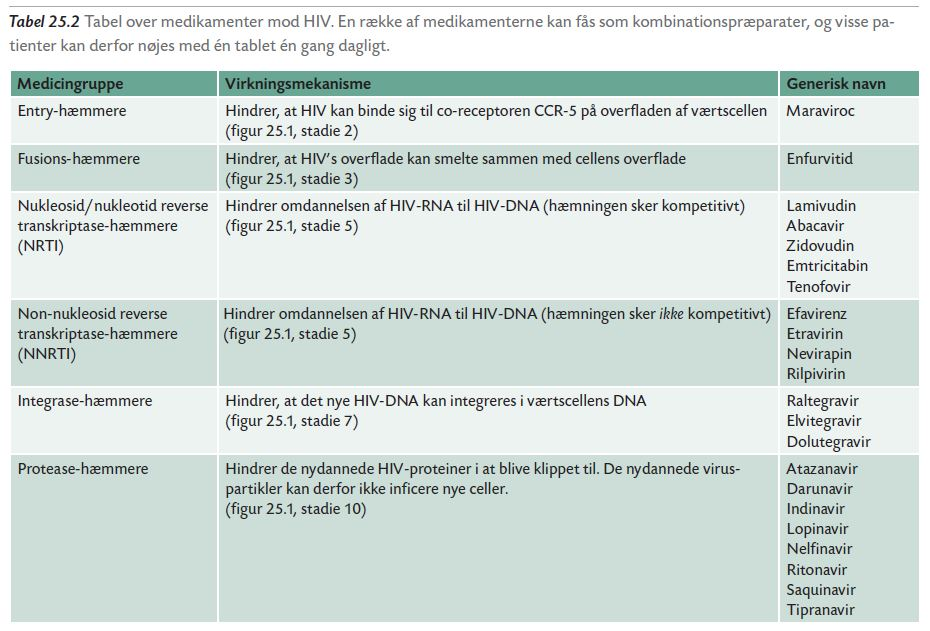 Tabel 25.2 Tabel over medikamenter mod HIV. En række af medikamenterne kan fås som kombinationspræparater, og visse pa-
tienter kan derfor nøjes med én tablet én gang dagligt.
Medicingruppe Virkningsmekanisme Generisk navn
Entry-hæmmere Hindrer, at HIV kan binde sig til co-receptoren CCR-5 på overfladen af værtscellen Maraviroc
(figur 25.1, stadie 2)
Fusions-hæmmere Hindrer, at HIV's overflade kan smelte sammen med cellens overflade Enfurvitid
(figur 25.1, stadie 3)
Nukleosid/nukleotid reverse Hindrer omdannelsen af HIV-RNA til HIV-DNA (hæmningen sker kompetitivt) Lamivudin
transkriptase-hæmmere (figur 25.1, stadie 5) Abacavir
(NRTI) Zidovudin
Emtricitabin
Tenofovir
Non-nukleosid reverse Hindrer omdannelsen af HIV-RNA til HIV-DNA (hæmningen sker ikke kompetitivt) Efavirenz
transkriptase-hæmmere (figur 25.1, stadie 5) Etravirin
(NNRTI) Nevirapin
Rilpivirin
Integrase-hæmmere Hindrer, at det nye HIV-DNA kan integreres i værtscellens DNA Raltegravir
(figur 25.1, stadie 7) Elvitegravir
Dolutegravir
Protease-hæmmere Hindrer de nydannede HIV-proteiner i at blive klippet til. De nydannede virus- Atazanavir
partikler kan derfor ikke inficere nye celler. Darunavir
(figur 25.1, stadie 10) Indinavir
Lopinavir
Nelfinavir
Ritonavir
Saquinavir
Tipranavir